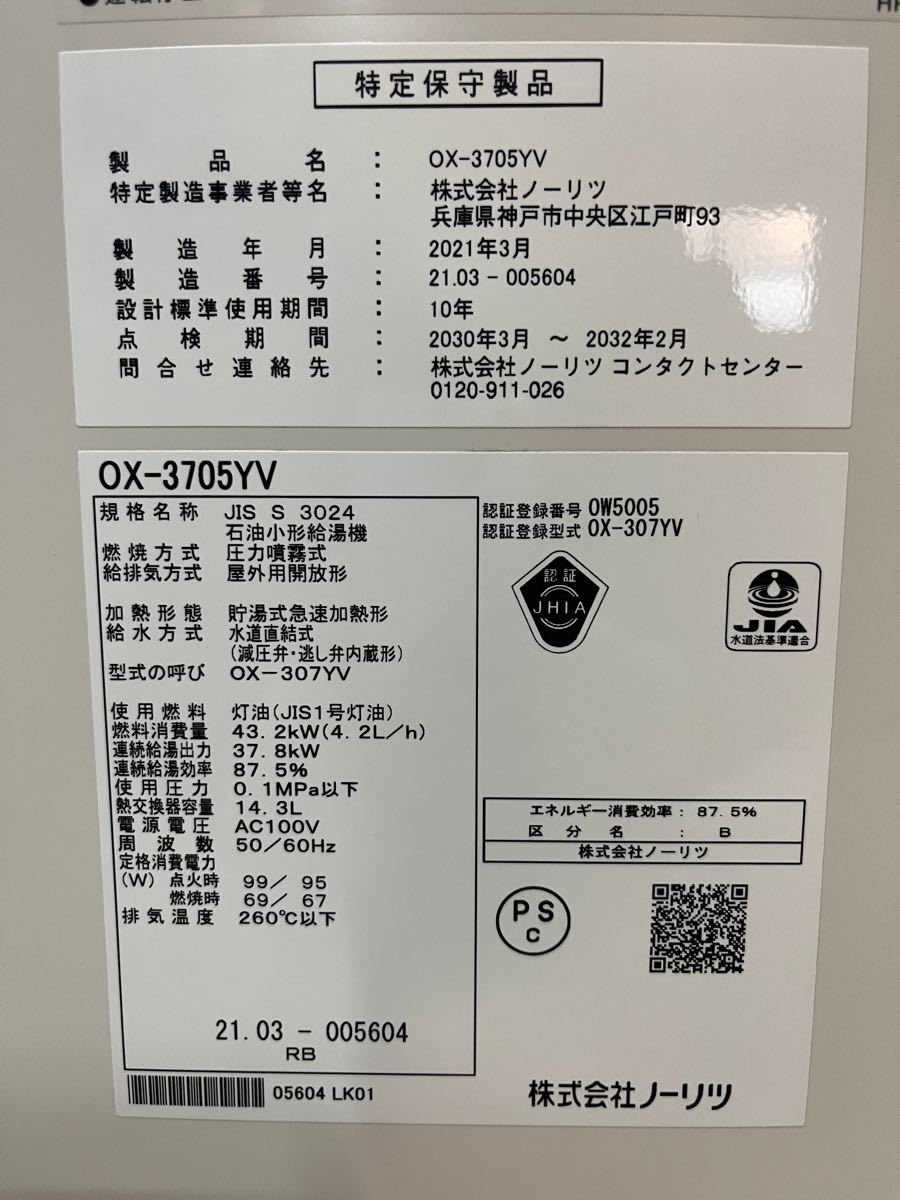 特定保守製品
製品名 : OX-3705YV
特定製造事業者等名 : 株式会社ノーリツ
兵庫県神戸市中央区江戸町93
製造年月 : 2021年3月
製造番号 : 21.03 - 005604
設計標準使用期間 : 10年
点検期間 : 2030年3月 ～ 2032年2月
問合せ連絡先 : 株式会社ノーリツ コンタクトセンター
0120-911-026
OX-3705YV
規格名称 JIS S 3024
石油小形給湯機
燃焼方式 圧力噴霧式
給排気方式 屋外用開放形
加熱形態 貯湯式急速加熱形
給水方式 水道直結式
(減圧弁・逃し弁内蔵形)
型式の呼び OX-307YV
使用燃料 灯油(JIS1号灯油)
燃料消費量 43.2kW(4.2L/h)
連続給湯出力 37.8kW
連続給湯効率 87.5%
使用圧力 0.1MPa以下
熱交換器容量 14.3L
電源電圧 AC100V
周波数 50/60Hz
定格消費電力
(W) 点火時 99/ 95
燃焼時 69/ 67
排気温度 260℃以下
21.03 - 005604
RB
05604 LK01
認証登録番号 OW5005
認証登録型式 OX-307YV
認証
JHIA
JIA
水道法基準適合
エネルギー消費効率 : 87.5%
区分名 : B
株式会社ノーリツ
PS
C
株式会社ノーリツ